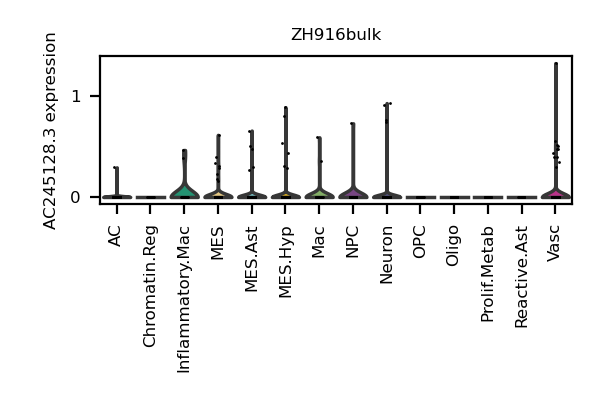 ZH916bulk
AC245128.3 expression
1
0
AC
Chromatin.Reg
Inflammatory.Mac
MES
MES.Ast
MES.Hyp
Mac
NPC
Neuron
OPC
Oligo
Prolif.Metab
Reactive.Ast
Vasc